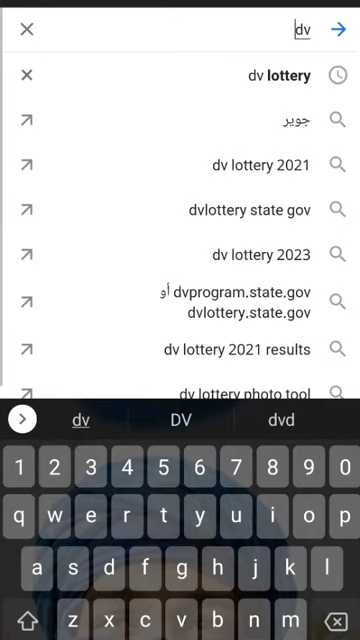 dv
dv lottery
جوير
dv lottery 2021
dvlottery state gov
dv lottery 2023
dvprogram.state.gov أو
dvlottery.state.gov
dv lottery 2021 results
dv lottery photo tool
dv DV dvd
1 2 3 4 5 6 7 8 9 0
q w e r t y u i o p
a s d f g h j k l
z x c v b n m